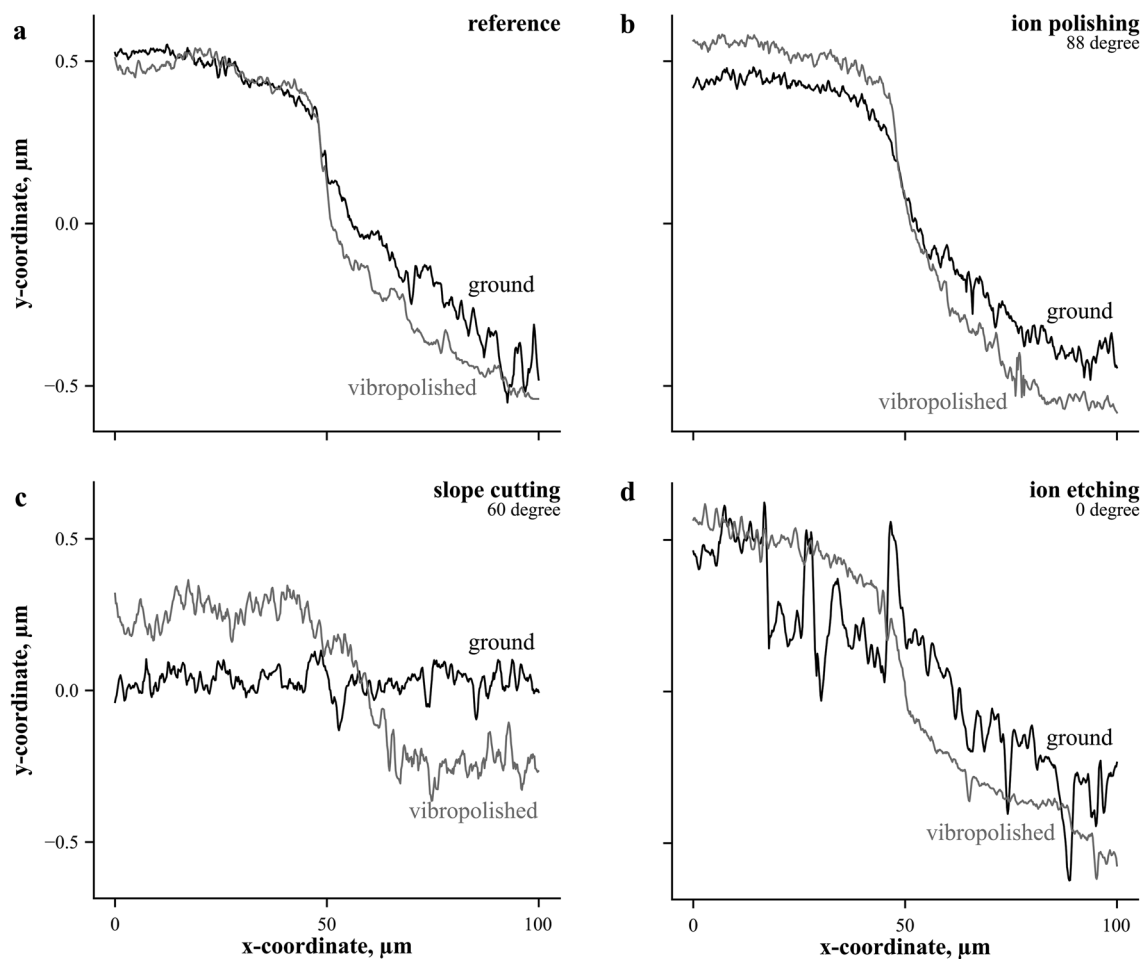 a
reference
0.5
0.0
−0.5
y-coordinate, µm
ground
vibropolished
b
ion polishing
88 degree
ground
vibropolished
c
slope cutting
60 degree
0.5
0.0
−0.5
y-coordinate, µm
ground
vibropolished
0
50
100
x-coordinate, µm
d
ion etching
0 degree
ground
vibropolished
0
50
100
x-coordinate, µm